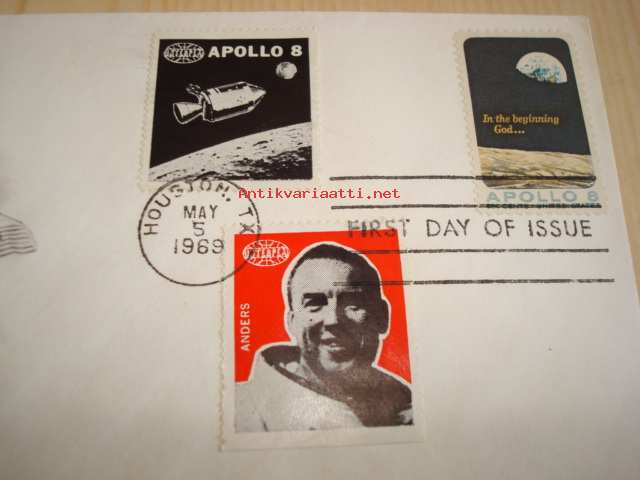 APOLLO 8
In the beginning
God...
APOLLO 8
HOUSTON, TX
MAY
5
1969
Antikvariaatti.net
FIRST DAY OF ISSUE
ANDERS